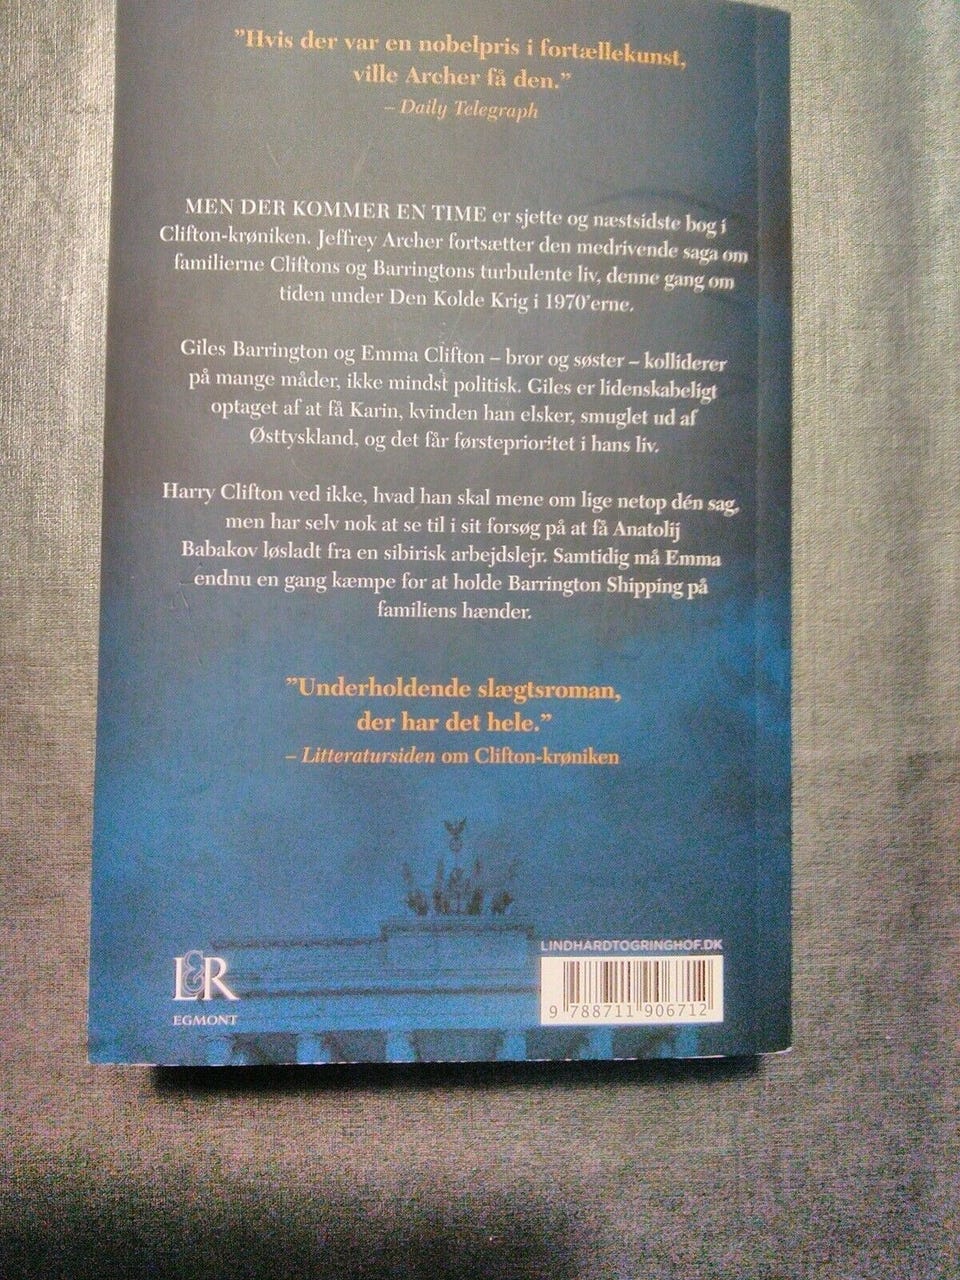 ”Hvis der var en nobelpris i fortællekunst,
ville Archer få den.”
– Daily Telegraph
MEN DER KOMMER EN TIME er sjette og næstsidste bog i
Clifton-krøniken. Jeffrey Archer fortsætter den medrivende saga om
familierne Cliftons og Barringtons turbulente liv, denne gang om
tiden under Den Kolde Krig i 1970’erne.
Giles Barrington og Emma Clifton – bror og søster – kolliderer
på mange måder, ikke mindst politisk. Giles er lidenskabeligt
optaget af at få Karin, kvinden han elsker, smuglet ud af
Østtyskland, og det får førsteprioritet i hans liv.
Harry Clifton ved ikke, hvad han skal mene om lige netop dén sag,
men har selv nok at se til i sit forsøg på at få Anatolij
Babakov løsladt fra en sibirisk arbejdslejr. Samtidig må Emma
endnu en gang kæmpe for at holde Barrington Shipping på
familiens hænder.
”Underholdende slægtsroman,
der har det hele.”
– Litteratursiden om Clifton-krøniken
LINDHARDTOGRINGHOF.DK
L&R
EGMONT
9 788711 906712